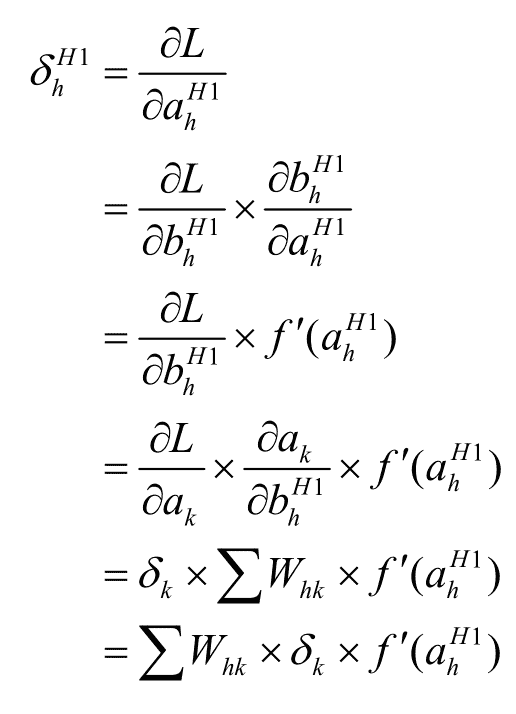 δ_h^{H1} = ∂L / ∂a_h^{H1}
= ∂L / ∂b_h^{H1} × ∂b_h^{H1} / ∂a_h^{H1}
= ∂L / ∂b_h^{H1} × f′(a_h^{H1})
= ∂L / ∂a_k × ∂a_k / ∂b_h^{H1} × f′(a_h^{H1})
= δ_k × ∑ W_{hk} × f′(a_h^{H1})
= ∑ W_{hk} × δ_k × f′(a_h^{H1})